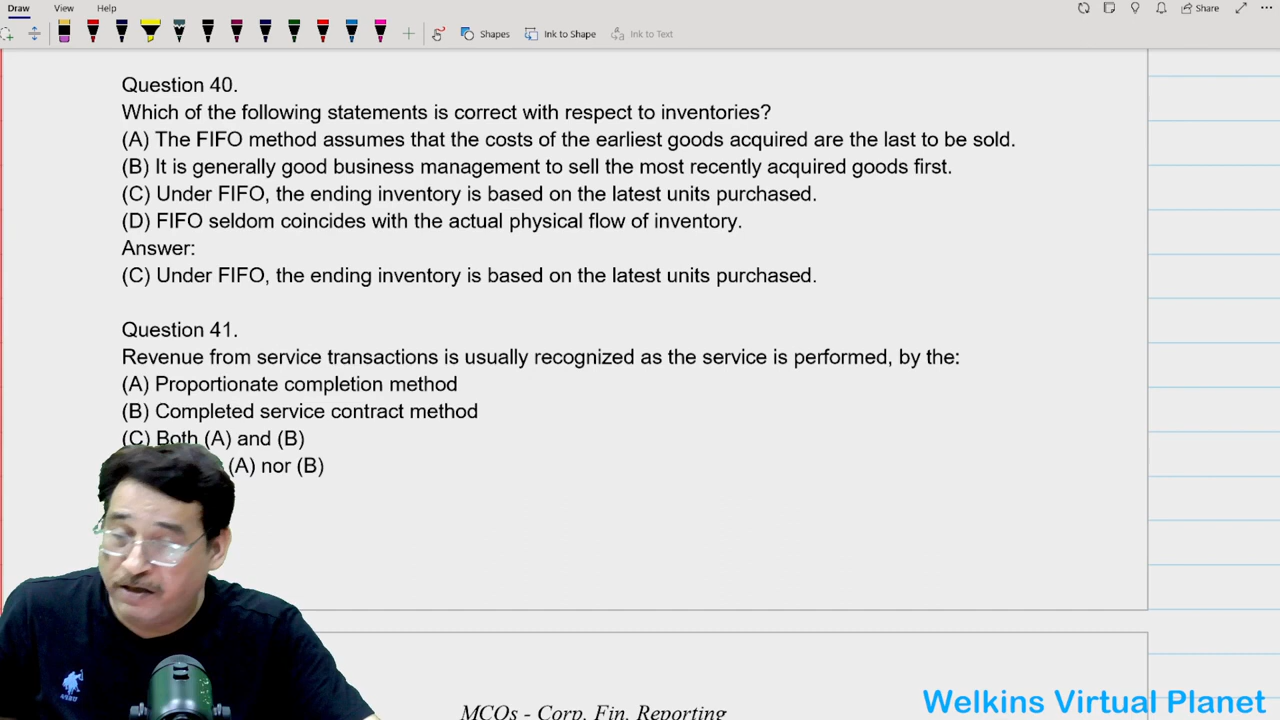 Draw View Help Share
Shapes Ink to Shape Ink to Text
Question 40.
Which of the following statements is correct with respect to inventories?
(A) The FIFO method assumes that the costs of the earliest goods acquired are the last to be sold.
(B) It is generally good business management to sell the most recently acquired goods first.
(C) Under FIFO, the ending inventory is based on the latest units purchased.
(D) FIFO seldom coincides with the actual physical flow of inventory.
Answer:
(C) Under FIFO, the ending inventory is based on the latest units purchased.
Question 41.
Revenue from service transactions is usually recognized as the service is performed, by the:
(A) Proportionate completion method
(B) Completed service contract method
(C) Both (A) and (B)
(A) nor (B)
MCQs - Corp. Fin. Reporting
Welkins Virtual Planet